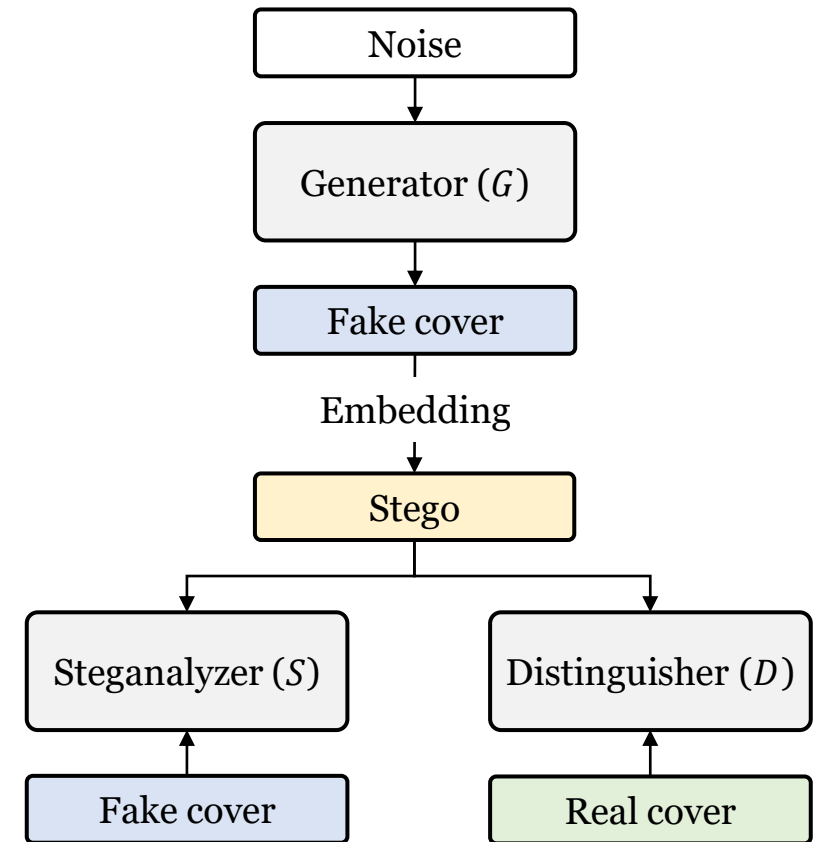 Noise
Generator (G)
Fake cover
Embedding
Stego
Steganalyzer (S)
Distinguisher (D)
Fake cover
Real cover